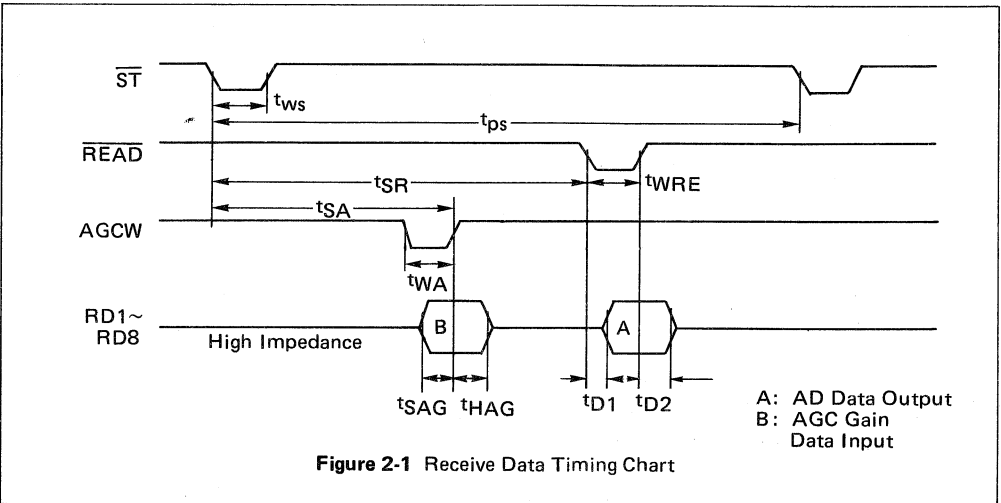 ST
tws
tps
READ
tSR
tWRE
tSA
AGCW
tWA
RD1~
RD8
High Impedance
B
A
tSAG
tHAG
tD1
tD2
A: AD Data Output
B: AGC Gain
Data Input
Figure 2-1 Receive Data Timing Chart